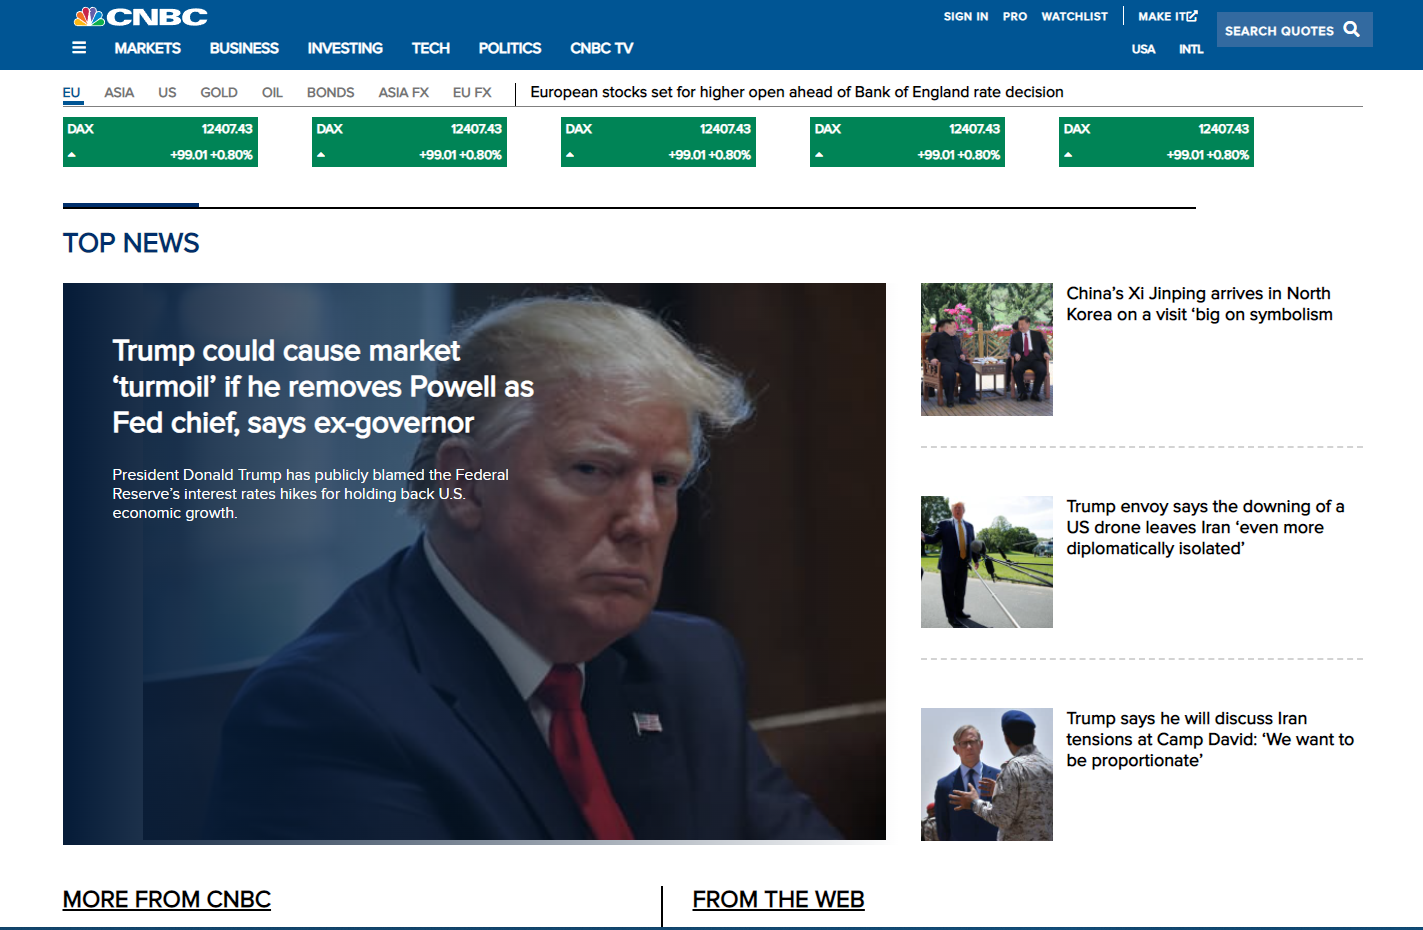 CNBC
SIGN IN PRO WATCHLIST MAKE IT
SEARCH QUOTES
MARKETS BUSINESS INVESTING TECH POLITICS CNBC TV
USA INTL
EU ASIA US GOLD OIL BONDS ASIA FX EU FX
European stocks set for higher open ahead of Bank of England rate decision
DAX 12407.43
+99.01 +0.80%
DAX 12407.43
+99.01 +0.80%
DAX 12407.43
+99.01 +0.80%
DAX 12407.43
+99.01 +0.80%
DAX 12407.43
+99.01 +0.80%
TOP NEWS
Trump could cause market
‘turmoil’ if he removes Powell as
Fed chief, says ex-governor
President Donald Trump has publicly blamed the Federal
Reserve’s interest rates hikes for holding back U.S.
economic growth.
China’s Xi Jinping arrives in North
Korea on a visit ‘big on symbolism
Trump envoy says the downing of a
US drone leaves Iran ‘even more
diplomatically isolated’
Trump says he will discuss Iran
tensions at Camp David: ‘We want to
be proportionate’
MORE FROM CNBC
FROM THE WEB